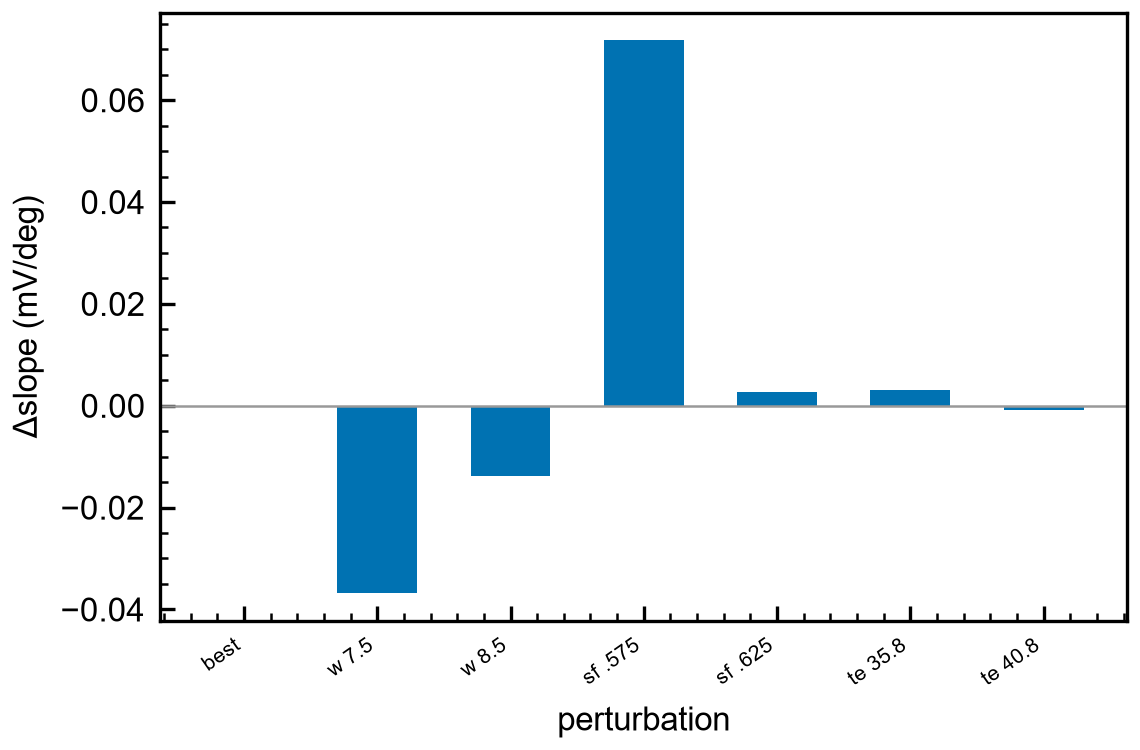 Δslope (mV/deg)
0.06
0.04
0.02
0.00
−0.02
−0.04
best
w 7.5
w 8.5
sf .575
sf .625
te 35.8
te 40.8
perturbation